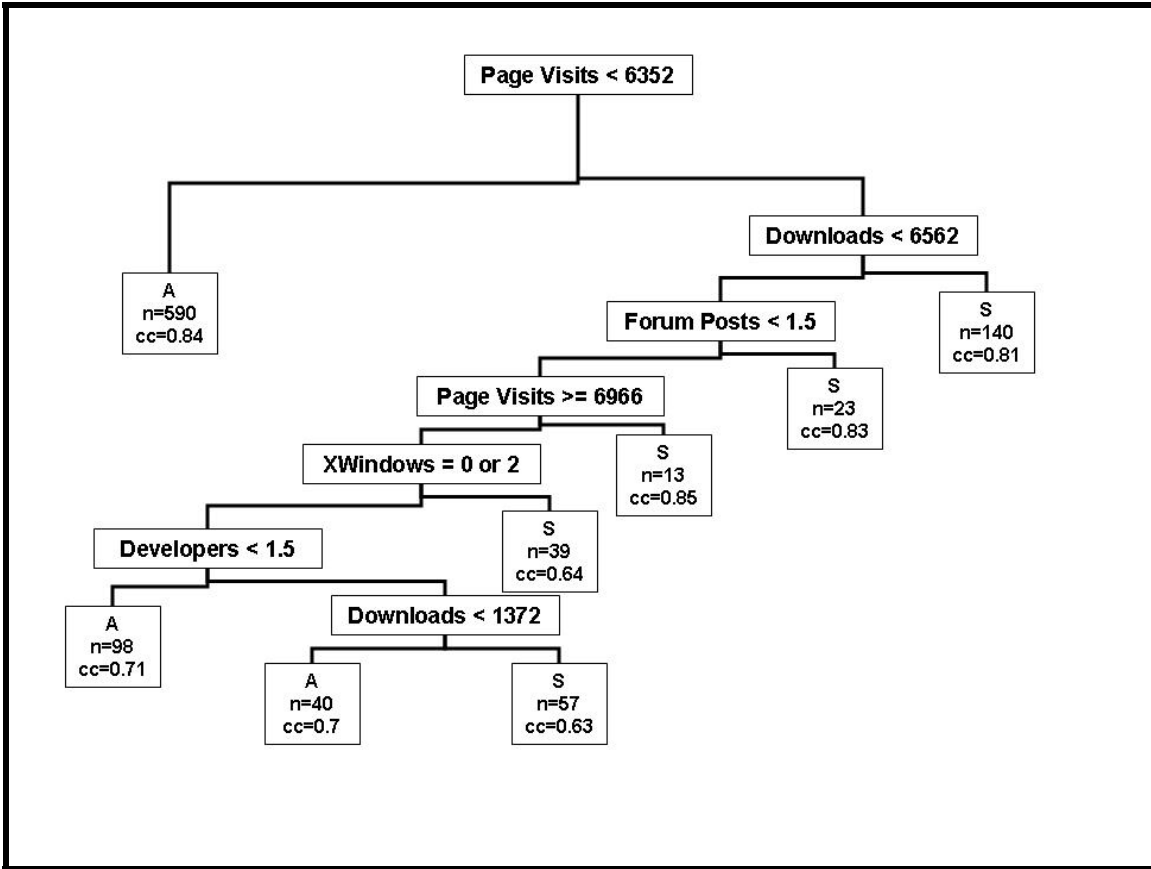 Page Visits < 6352
Downloads < 6562
A
n=590
cc=0.84
S
n=140
cc=0.81
Forum Posts < 1.5
S
n=23
cc=0.83
Page Visits >= 6966
S
n=13
cc=0.85
XWindows = 0 or 2
S
n=39
cc=0.64
Developers < 1.5
A
n=98
cc=0.71
Downloads < 1372
A
n=40
cc=0.7
S
n=57
cc=0.63